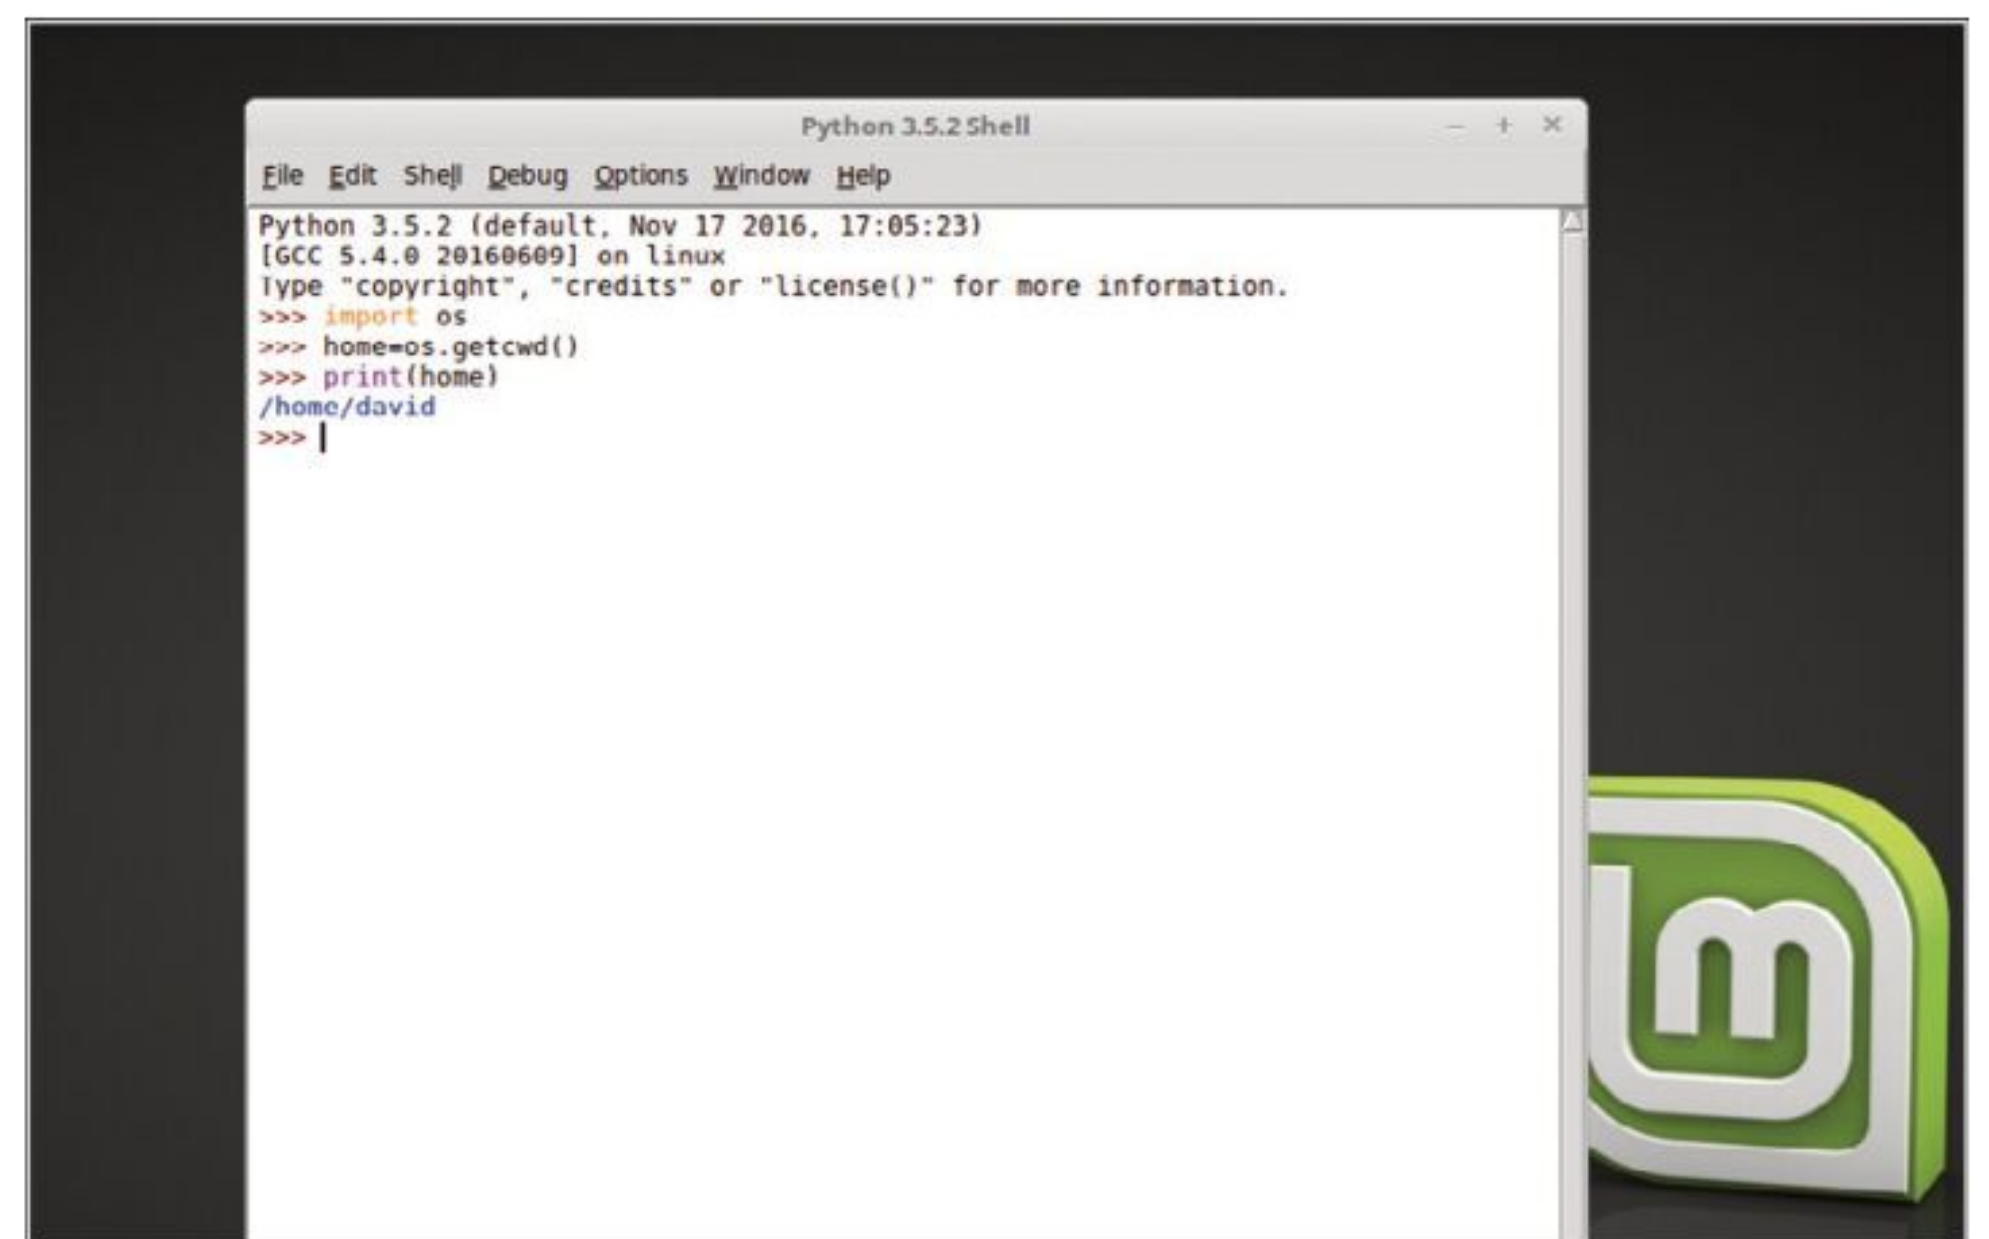 Python 3.5.2 Shell
File Edit Shell Debug Options Window Help
Python 3.5.2 (default, Nov 17 2016, 17:05:23)
[GCC 5.4.0 20160609] on linux
Type "copyright", "credits" or "license()" for more information.
>>> import os
>>> home=os.getcwd()
>>> print(home)
/home/david
>>>